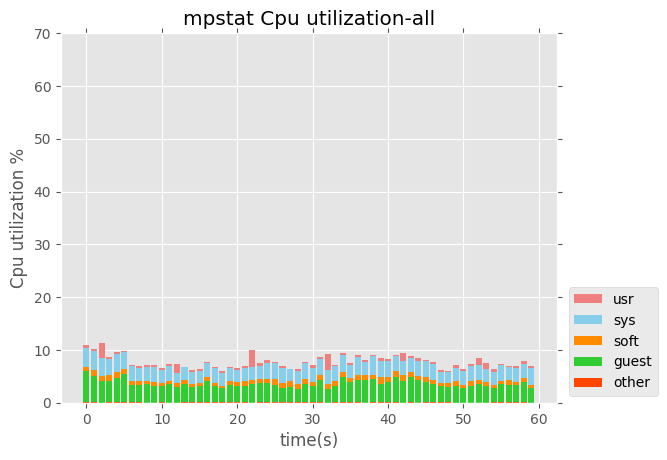 mpstat Cpu utilization-all
70
60
50
40
30
20
10
0
Cpu utilization %
0 10 20 30 40 50 60
time(s)
usr
sys
soft
guest
other